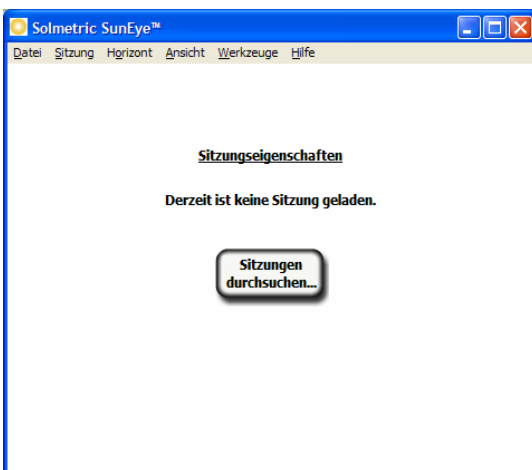 Solmetric SunEye™
Datei Sitzung Horizont Ansicht Werkzeuge Hilfe
Sitzungseigenschaften
Derzeit ist keine Sitzung geladen.
Sitzungen
durchsuchen...